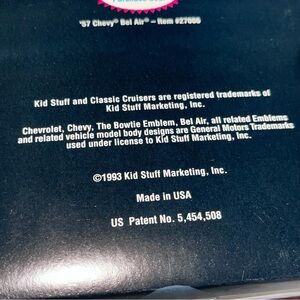 '57 Chevy® Bel Air® – Item #27006
Kid Stuff and Classic Cruisers are registered trademarks of
Kid Stuff Marketing, Inc.
Chevrolet, Chevy, The Bowtie Emblem, Bel Air, all related Emblems
and related vehicle model body designs are General Motors Trademarks
used under license to Kid Stuff Marketing, Inc.
©1993 Kid Stuff Marketing, Inc.
Made in USA
US Patent No. 5,454,508